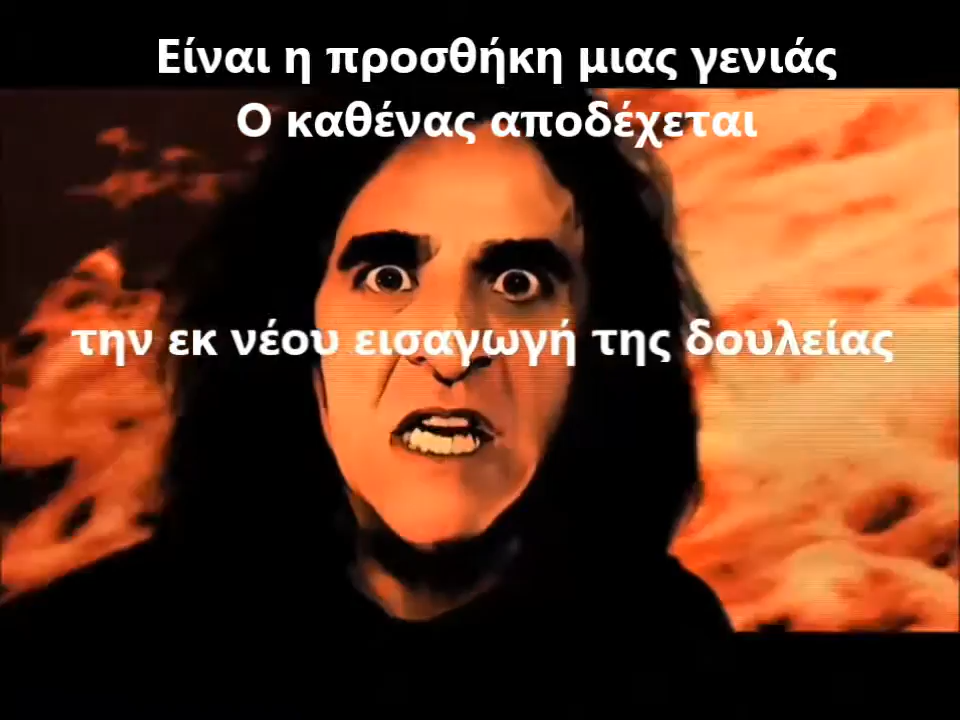 Είναι η προσθήκη μιας γενιάς
Ο καθένας αποδέχεται
την εκ νέου εισαγωγή της δουλείας